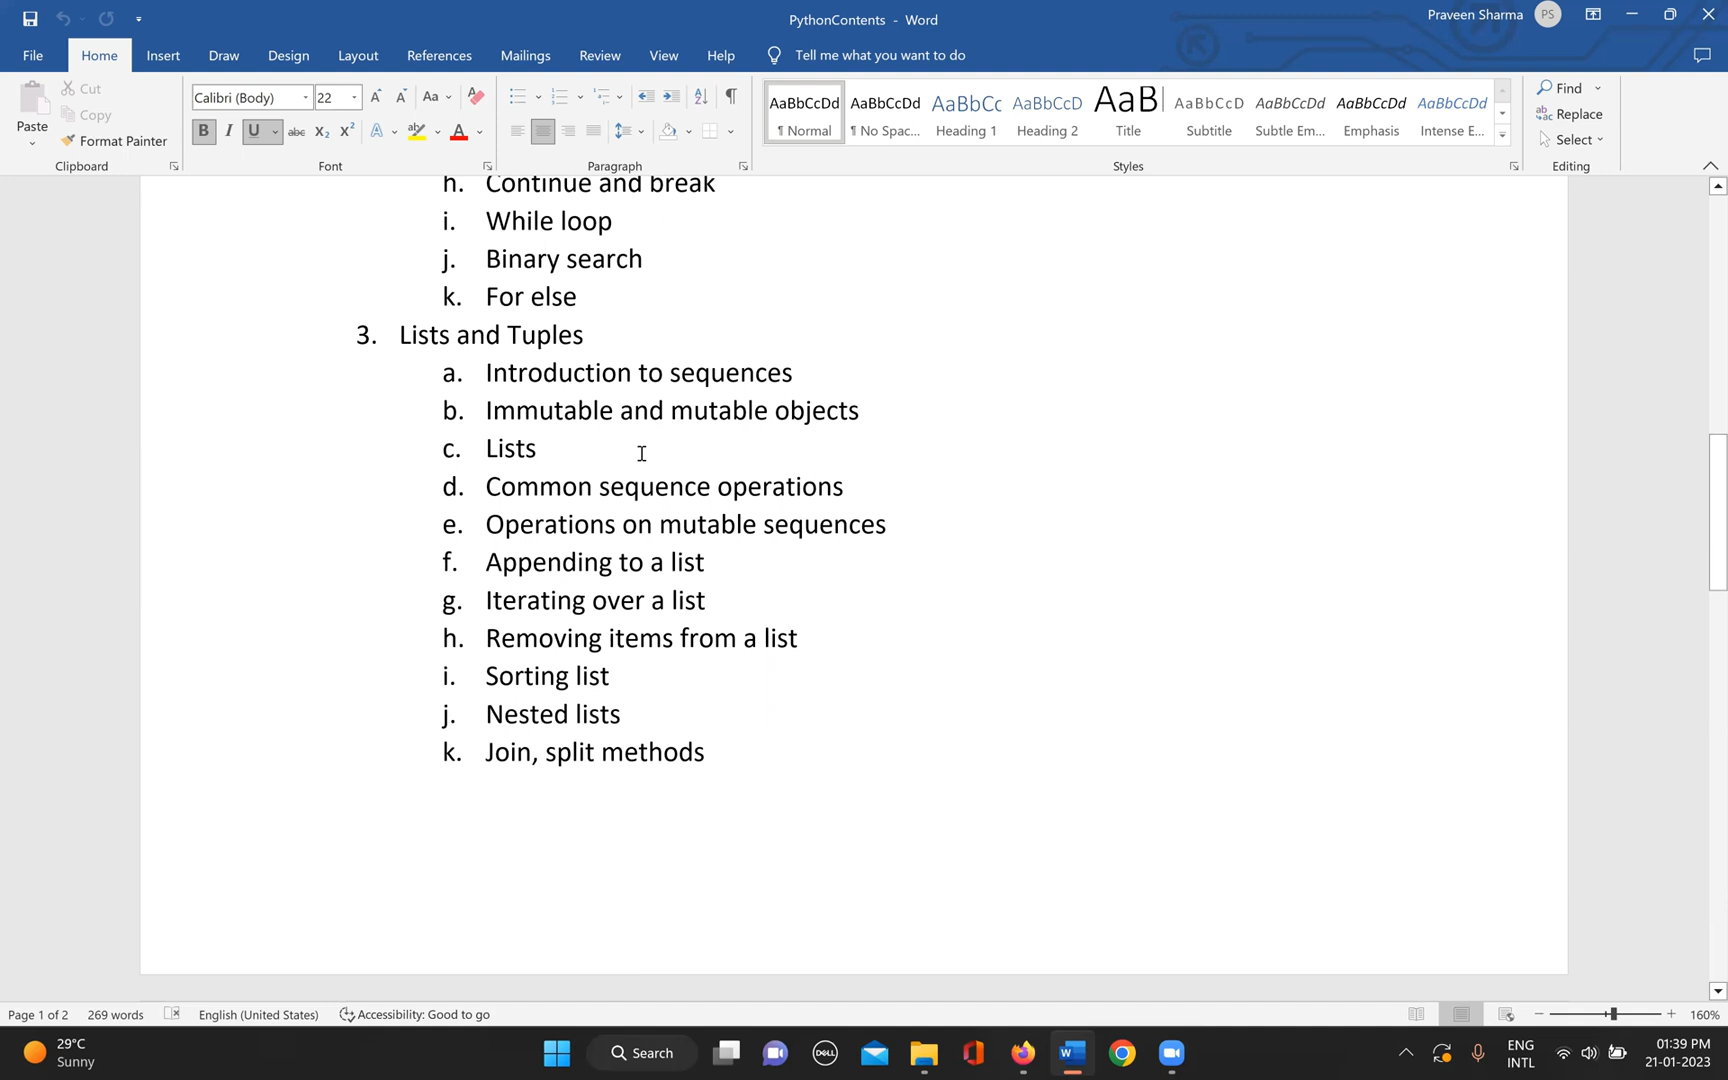 PythonContents - Word
Praveen Sharma PS
File Home Insert Draw Design Layout References Mailings Review View Help Tell me what you want to do
Paste
Cut
Copy
Format Painter
Clipboard
Calibri (Body) 22
Font
Paragraph
AaBbCcDd AaBbCcDd AaBbCc AaBbCcD AaB AaBbCcD AaBbCcDd AaBbCcDd AaBbCcDd
¶ Normal ¶ No Spac... Heading 1 Heading 2 Title Subtitle Subtle Em... Emphasis Intense E...
Styles
Find
Replace
Select
Editing
h. Continue and break
i. While loop
j. Binary search
k. For else
3. Lists and Tuples
a. Introduction to sequences
b. Immutable and mutable objects
c. Lists
d. Common sequence operations
e. Operations on mutable sequences
f. Appending to a list
g. Iterating over a list
h. Removing items from a list
i. Sorting list
j. Nested lists
k. Join, split methods
Page 1 of 2 269 words English (United States) Accessibility: Good to go 160%
29°C
Sunny
Search
DELL
ENG
INTL
01:39 PM
21-01-2023